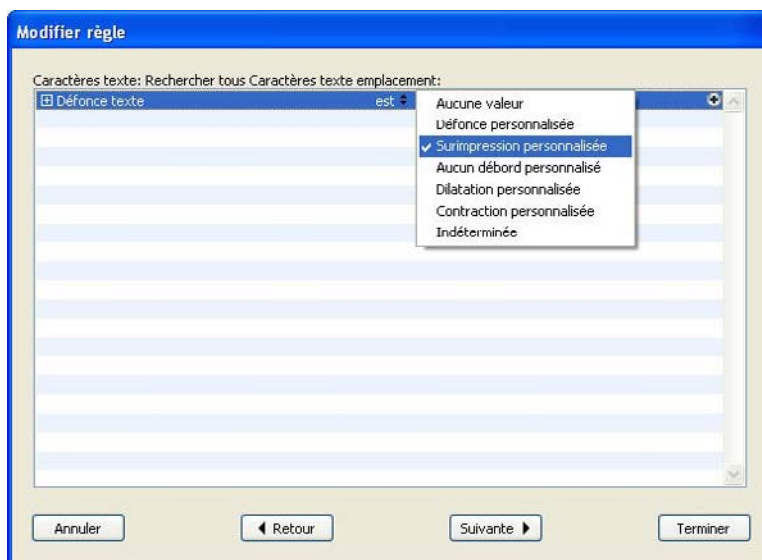 Modifier règle
Caractères texte: Rechercher tous Caractères texte emplacement:
Défonce texte est
Aucune valeur
Défonce personnalisée
Surimpression personnalisée
Aucun débord personnalisé
Dilatation personnalisée
Contraction personnalisée
Indéterminée
Annuler Retour Suivante Terminer